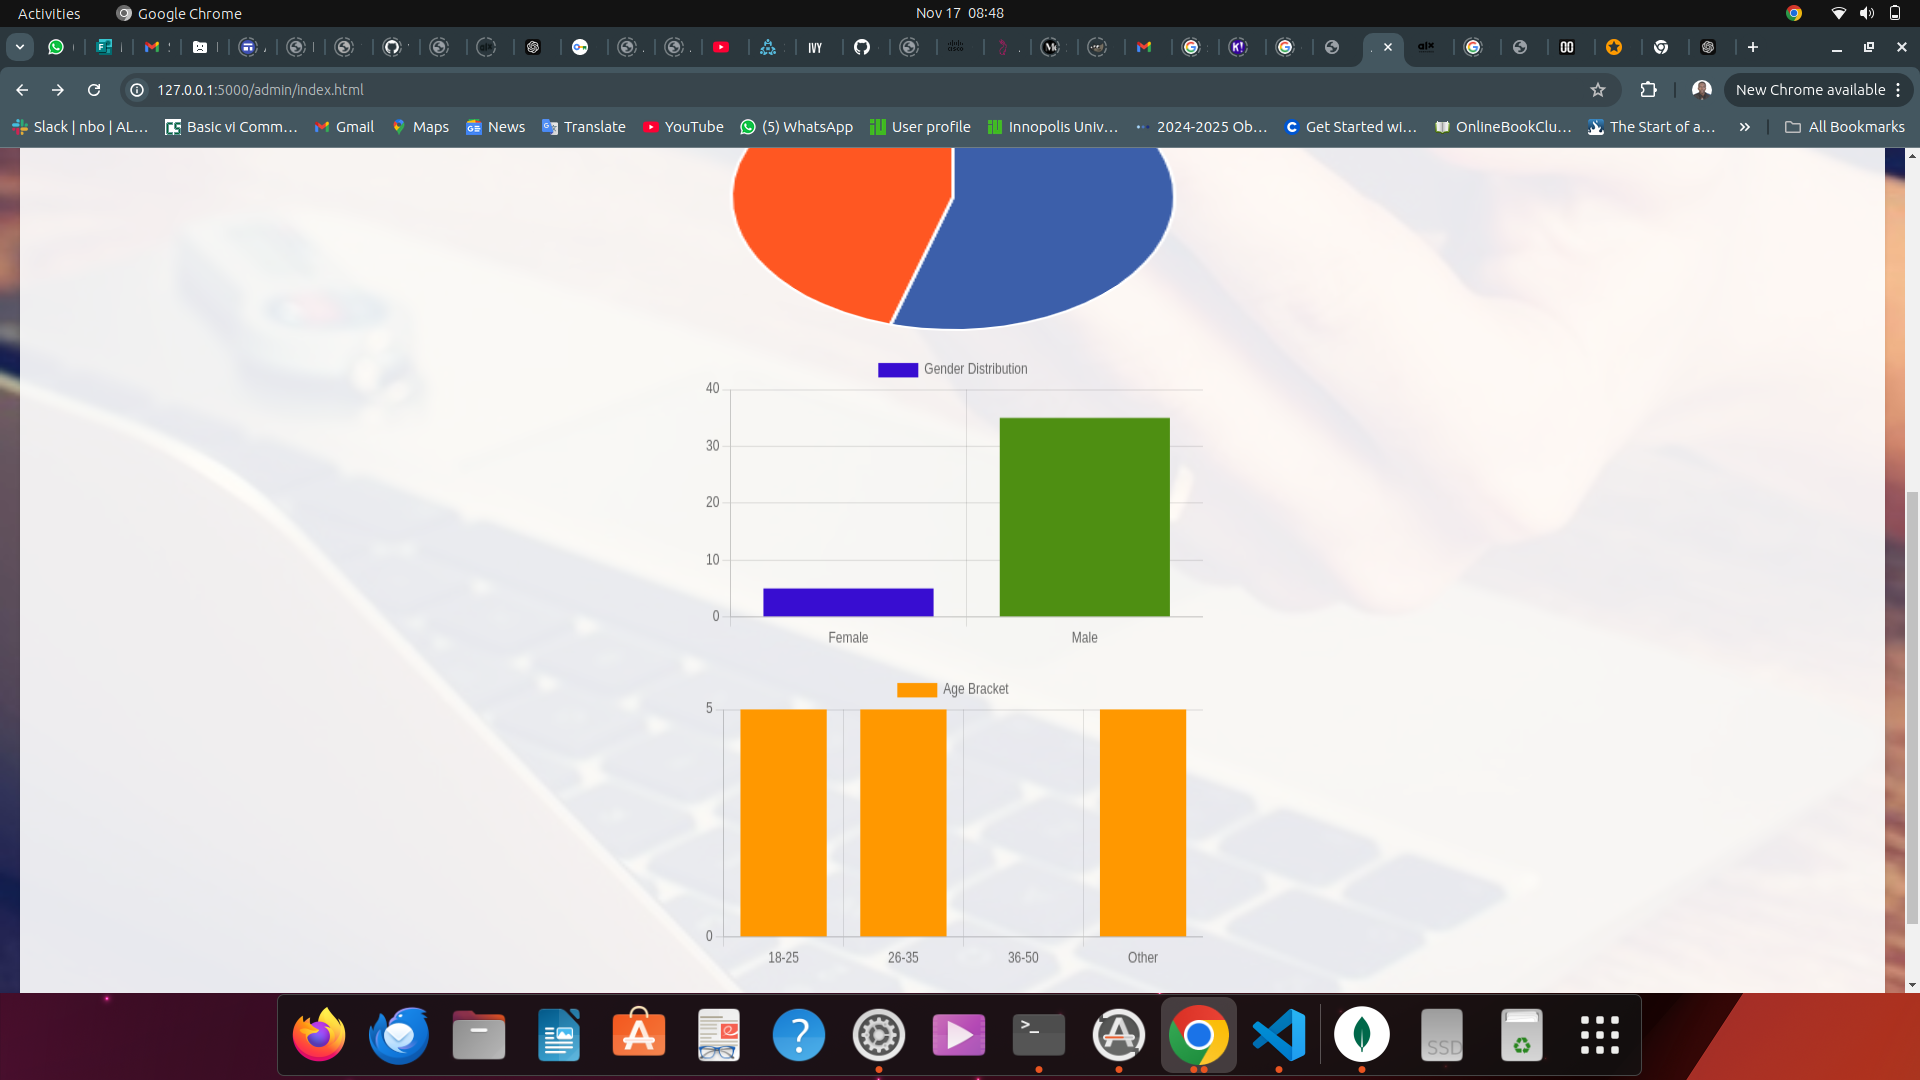 Activities Google Chrome Nov 17 08:48
127.0.0.1:5000/admin/index.html New Chrome available
Slack | nbo | AL... Basic vi Comm... Gmail Maps News Translate YouTube (5) WhatsApp User profile Innopolis Univ... 2024-2025 Ob... Get Started wi... OnlineBookClu... The Start of a... » All Bookmarks
Gender Distribution
40
30
20
10
0
Female Male
Age Bracket
5
0
18-25 26-35 36-50 Other
SSD